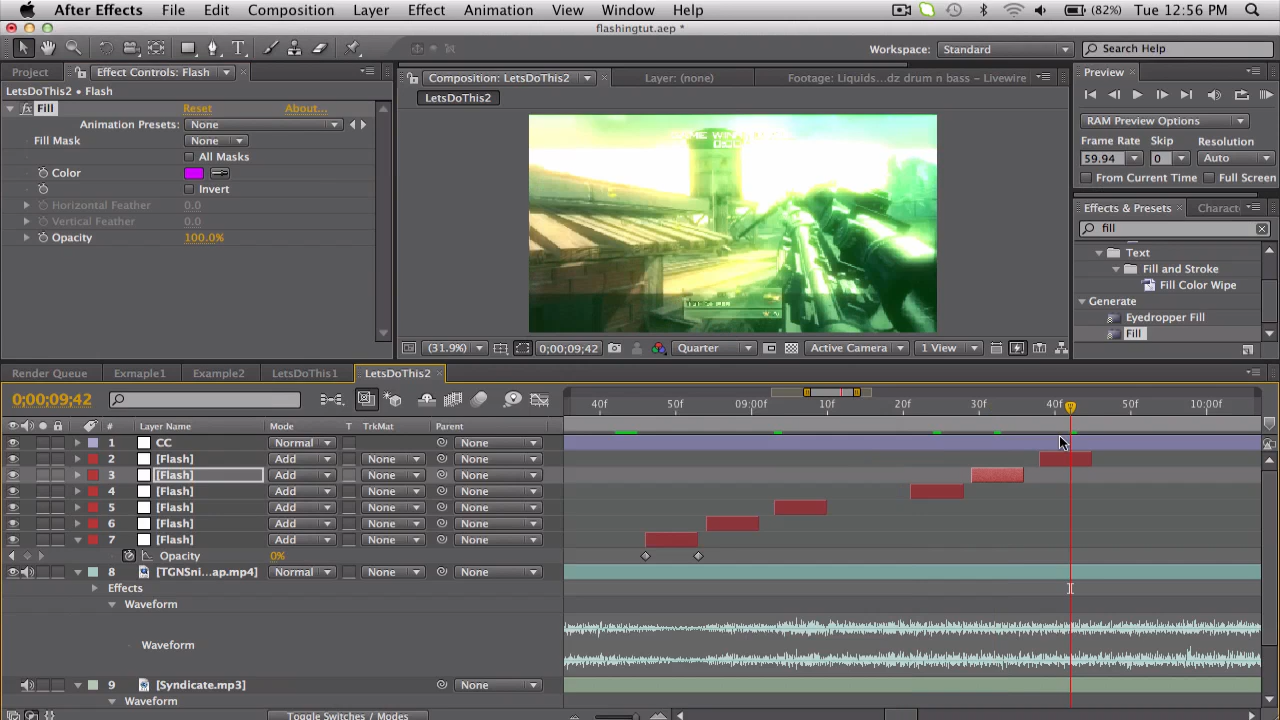 After Effects File Edit Composition Layer Effect Animation View Window Help (82%) Tue 12:56 PM
flashingtut.aep *
Workspace: Standard Search Help
Project Effect Controls: Flash Composition: LetsDoThis2 Layer: (none) Footage: Liquids...dz drum n bass – Livewire Preview
LetsDoThis2 • Flash LetsDoThis2
Fill Reset About...
Animation Presets: None
Fill Mask None
All Masks
Color
Invert
Horizontal Feather 0.0
Vertical Feather 0.0
Opacity 100.0%
RAM Preview Options
Frame Rate Skip Resolution
59.94 0 Auto
From Current Time Full Screen
Effects & Presets Charact
fill
Text
Fill and Stroke
Fill Color Wipe
Generate
Eyedropper Fill
Fill
(31.9%) 0;00;09;42 Quarter Active Camera 1 View
Render Queue Exmaple1 Example2 LetsDoThis1 LetsDoThis2
0;00;09;42
40f 50f 09:00f 10f 20f 30f 40f 50f 10:00f
# Layer Name Mode T TrkMat Parent
1 CC Normal None
2 [Flash] Add None None
3 [Flash] Add None None
4 [Flash] Add None None
5 [Flash] Add None None
6 [Flash] Add None None
7 [Flash] Add None None
Opacity 0%
8 [TGNSni...ap.mp4] Normal None None
Effects
Waveform
Waveform
9 [Syndicate.mp3] None
Waveform
Toggle Switches / Modes